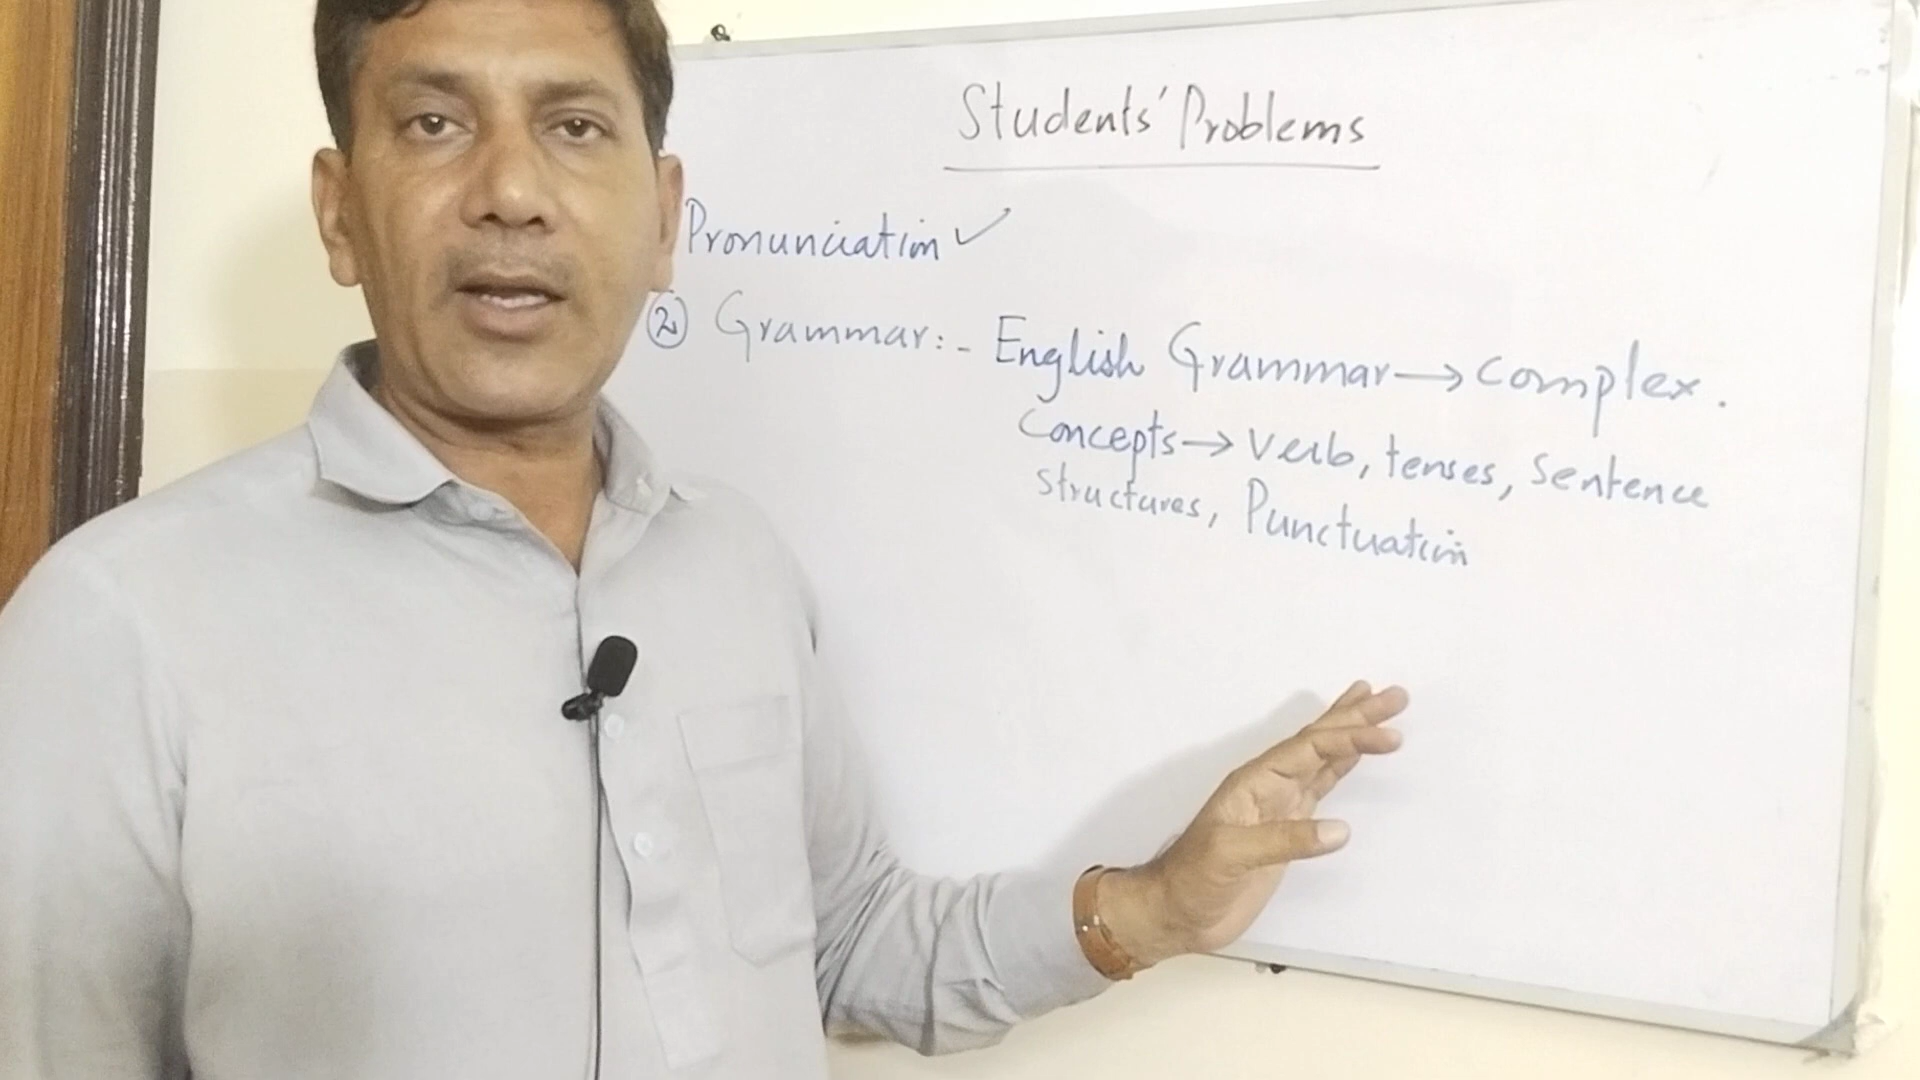 Students' Problems
Pronunciation ✓
② Grammar:- English Grammar → Complex.
Concepts → Verb, tenses, Sentence
Structures, Punctuation